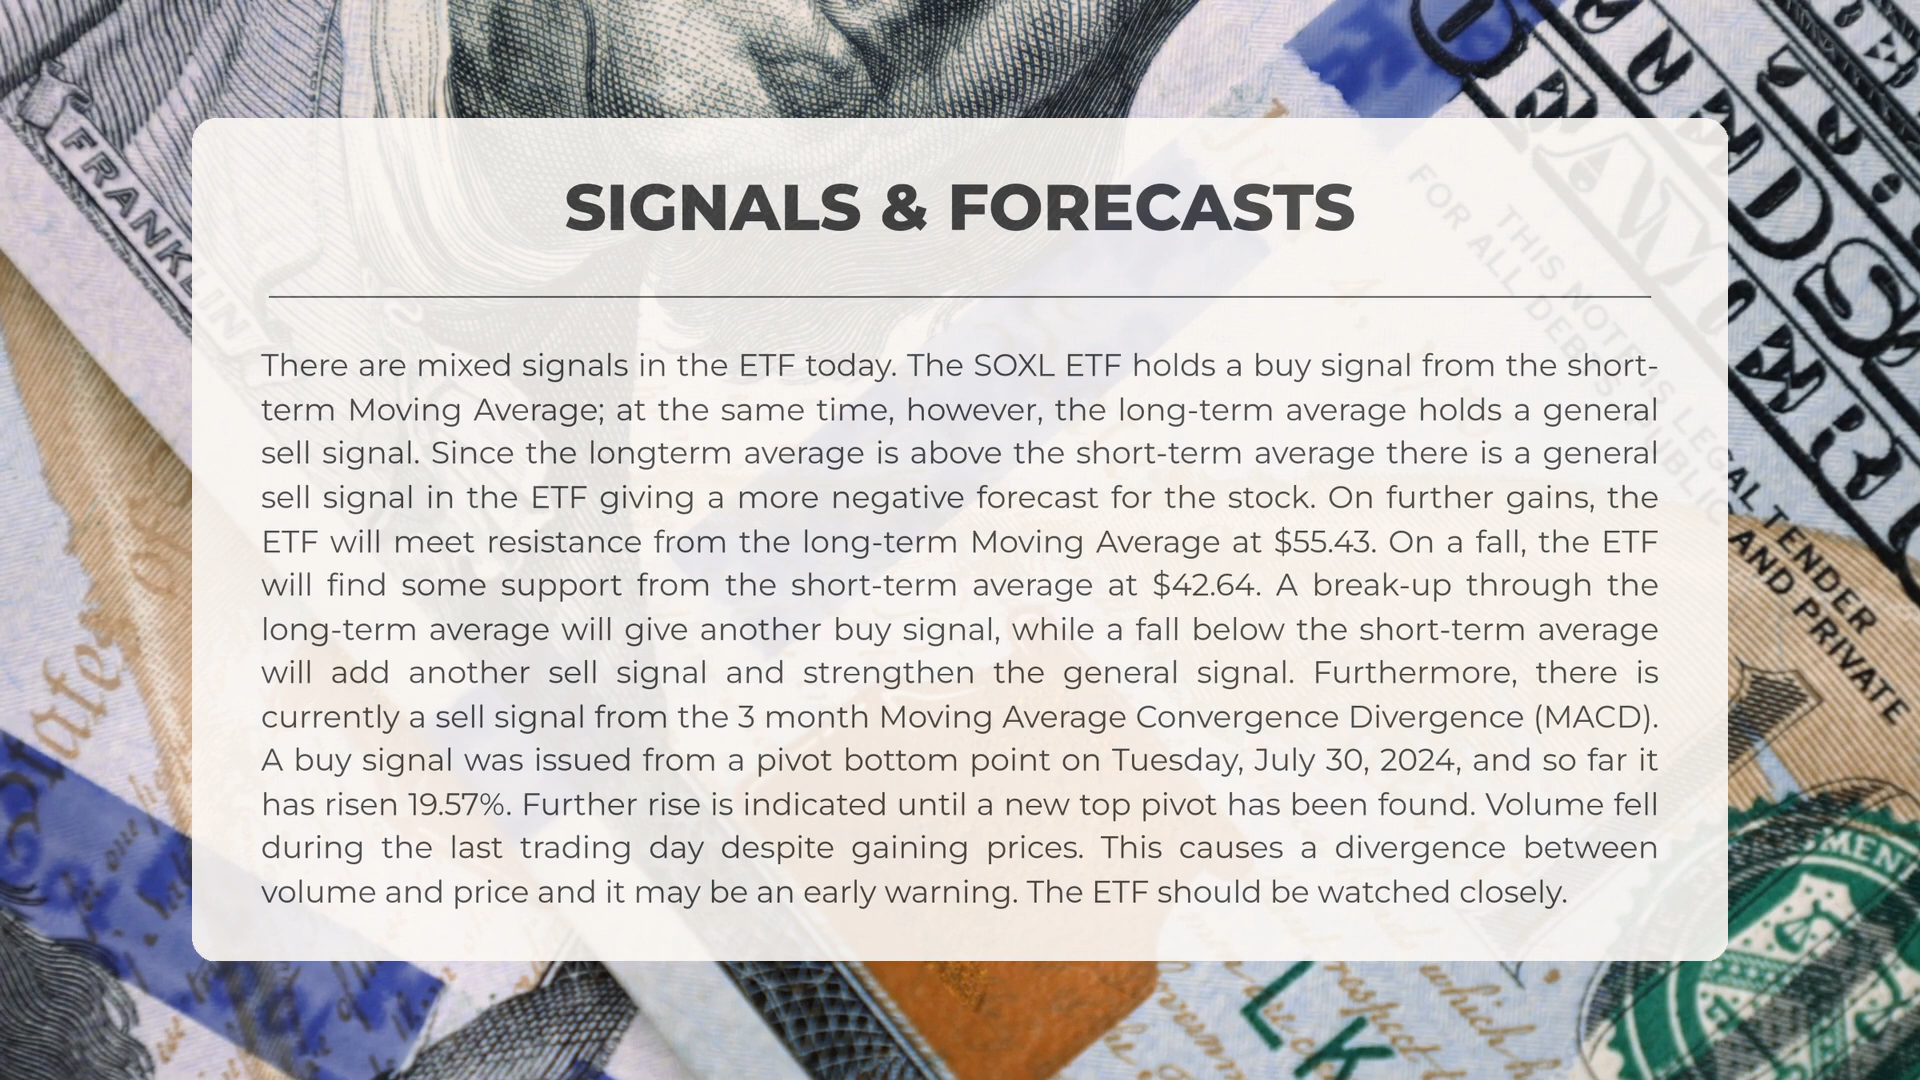 FRANKLIN
SIGNALS & FORECASTS
THIS NOTE IS LEGAL TENDER
FOR ALL DEBTS PUBLIC AND PRIVATE
There are mixed signals in the ETF today. The SOXL ETF holds a buy signal from the short-
term Moving Average; at the same time, however, the long-term average holds a general
sell signal. Since the longterm average is above the short-term average there is a general
sell signal in the ETF giving a more negative forecast for the stock. On further gains, the
ETF will meet resistance from the long-term Moving Average at $55.43. On a fall, the ETF
will find some support from the short-term average at $42.64. A break-up through the
long-term average will give another buy signal, while a fall below the short-term average
will add another sell signal and strengthen the general signal. Furthermore, there is
currently a sell signal from the 3 month Moving Average Convergence Divergence (MACD).
A buy signal was issued from a pivot bottom point on Tuesday, July 30, 2024, and so far it
has risen 19.57%. Further rise is indicated until a new top pivot has been found. Volume fell
during the last trading day despite gaining prices. This causes a divergence between
volume and price and it may be an early warning. The ETF should be watched closely.